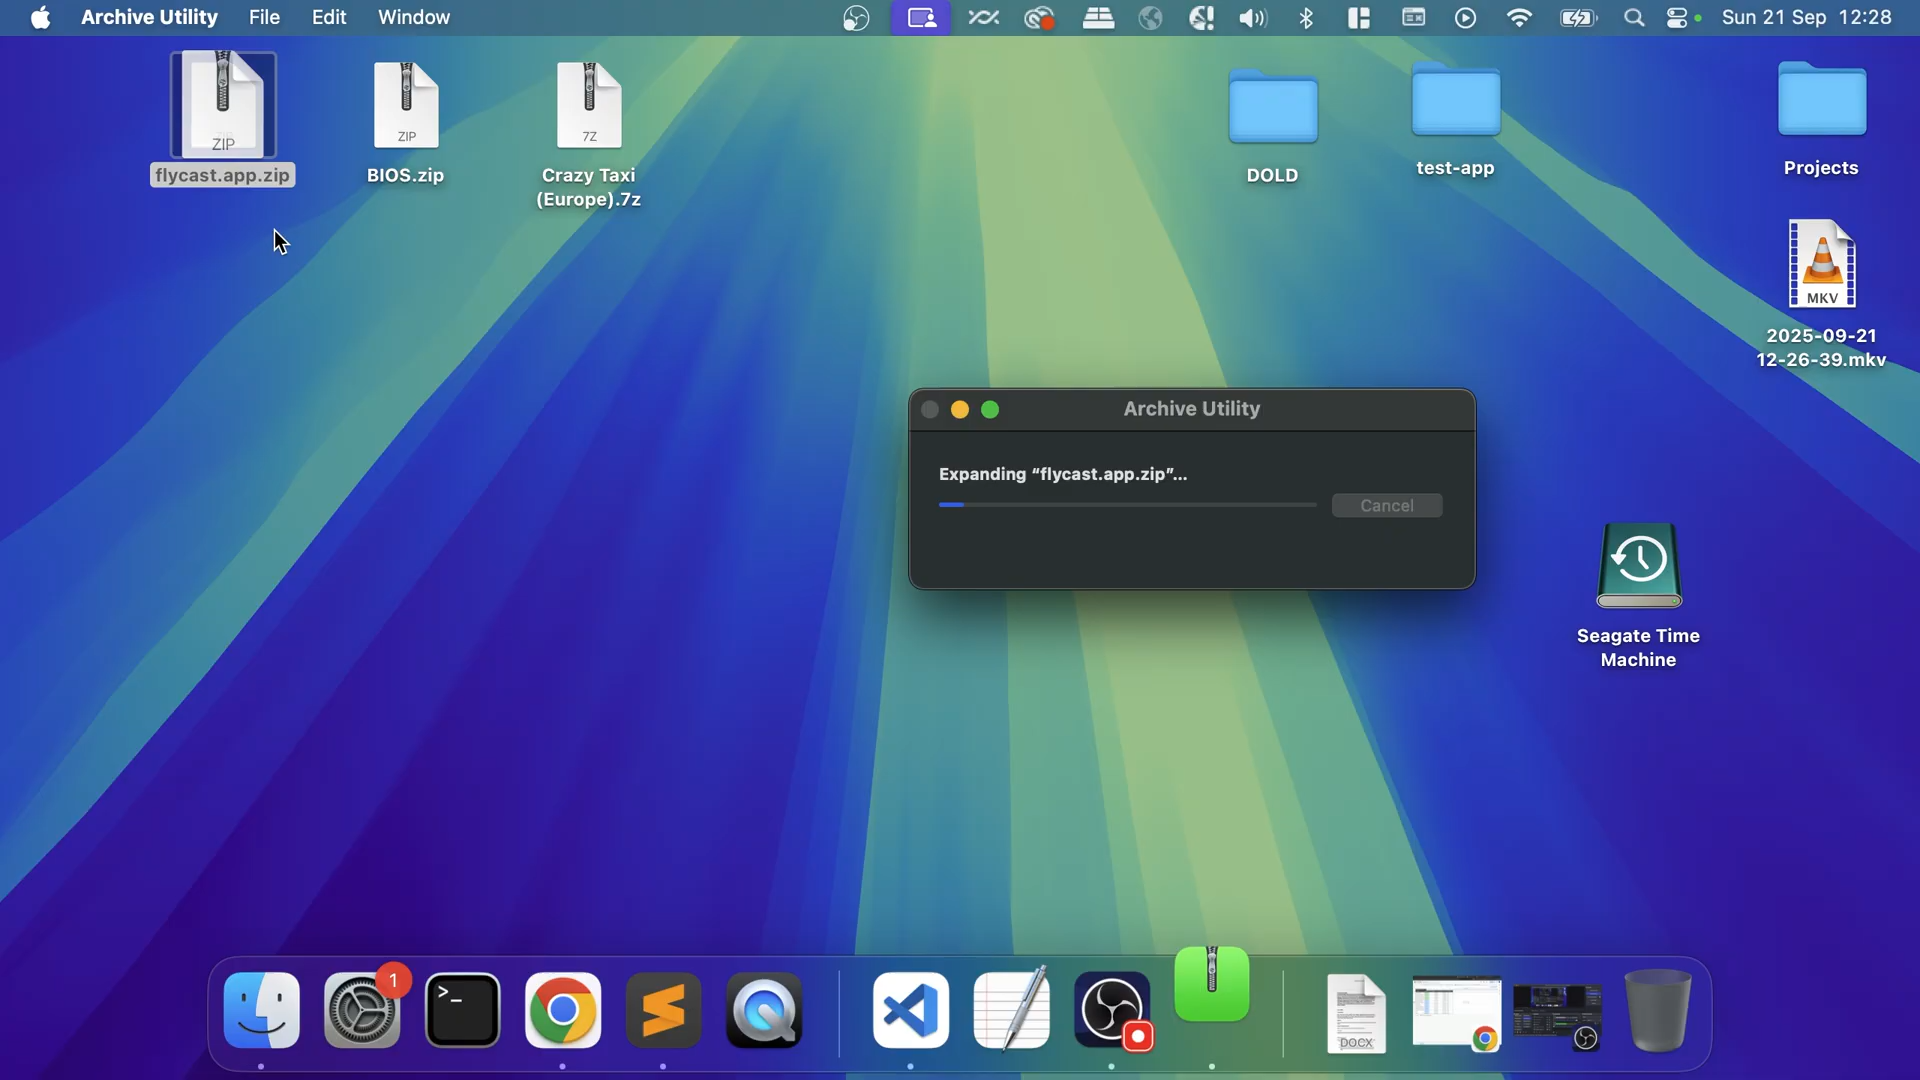 Archive Utility File Edit Window Sun 21 Sep 12:28
ZIP
ZIP
7Z
flycast.app.zip
BIOS.zip
Crazy Taxi
(Europe).7z
DOLD
test-app
Projects
MKV
2025-09-21
12-26-39.mkv
Archive Utility
Expanding “flycast.app.zip”...
Cancel
Seagate Time
Machine
1
>_
DOCX